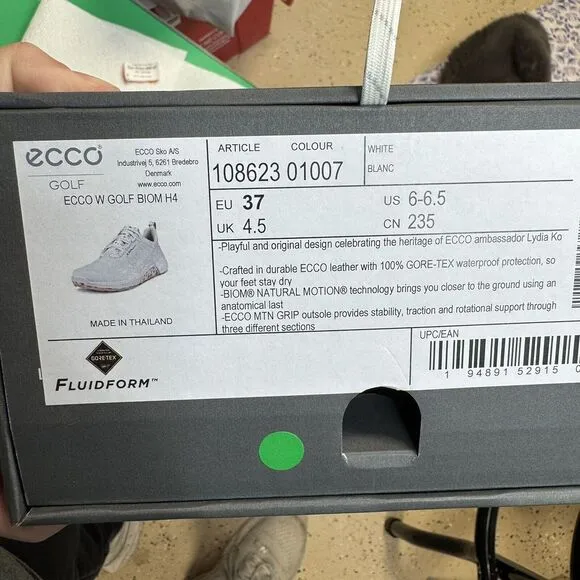 ecco
GOLF
ECCO Sko A/S
Industrivej 5, 6261 Bredebro
Denmark
www.ecco.com
ECCO W GOLF BIOM H4
MADE IN THAILAND
GORE-TEX
FLUIDFORM™
ARTICLE COLOUR
108623 01007
WHITE
BLANC
EU 37
UK 4.5
US 6-6.5
CN 235
-Playful and original design celebrating the heritage of ECCO ambassador Lydia Ko
-Crafted in durable ECCO leather with 100% GORE-TEX waterproof protection, so
your feet stay dry
-BIOM® NATURAL MOTION® technology brings you closer to the ground using an
anatomical last
-ECCO MTN GRIP outsole provides stability, traction and rotational support through
three different sections
UPC/EAN
1 94891 52915